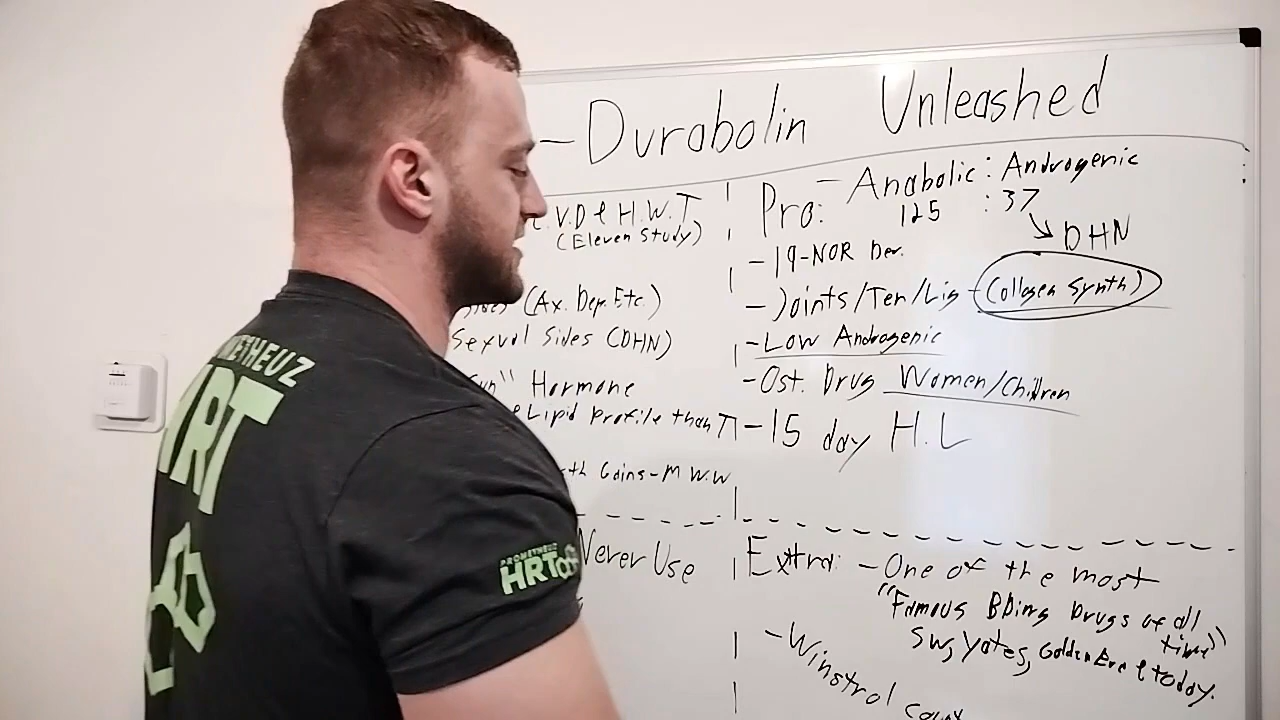 - Durabolin Unleashed
V.D & H.W.T
(Eleven Study)
(Ax. Dep. Etc.)
Sexual Sides (DHN)
Hormone
Lipid Profile than T
Gains - M W.W
Never Use
Pro: - Anabolic : Androgenic
125 : 37
DHN
- 19-NOR Der.
- Joints/Ten/Lig - (Collagen Synth)
- Low Androgenic
- Ost. Drug Women/Children
- 15 day H.L
Extra: - One of the most
"Famous BBing Drugs of all
time"
SW, Yates, Golden Era & today.
- Winstrol
PROMETHEUZ
HRT
PROMETHEUZ
HRT